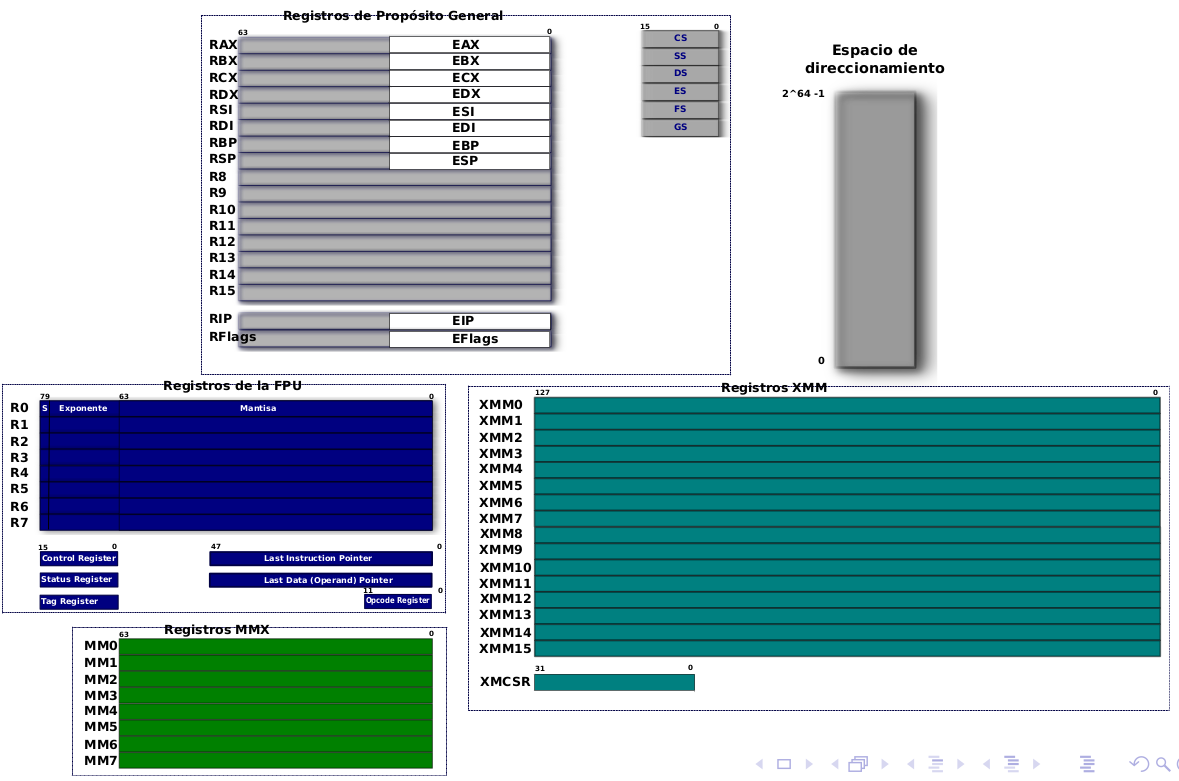 Registros de Propósito General
63 0
RAX EAX
RBX EBX
RCX ECX
RDX EDX
RSI ESI
RDI EDI
RBP EBP
RSP ESP
R8
R9
R10
R11
R12
R13
R14
R15
RIP EIP
RFlags EFlags
15 0
CS
SS
DS
ES
FS
GS
Espacio de
direccionamiento
2^64 -1
0
Registros de la FPU
79 63 0
R0 S Exponente Mantisa
R1
R2
R3
R4
R5
R6
R7
15 0
Control Register
Status Register
Tag Register
47 0
Last Instruction Pointer
Last Data (Operand) Pointer
11 0
Opcode Register
Registros MMX
63 0
MM0
MM1
MM2
MM3
MM4
MM5
MM6
MM7
Registros XMM
127 0
XMM0
XMM1
XMM2
XMM3
XMM4
XMM5
XMM6
XMM7
XMM8
XMM9
XMM10
XMM11
XMM12
XMM13
XMM14
XMM15
31 0
XMCSR